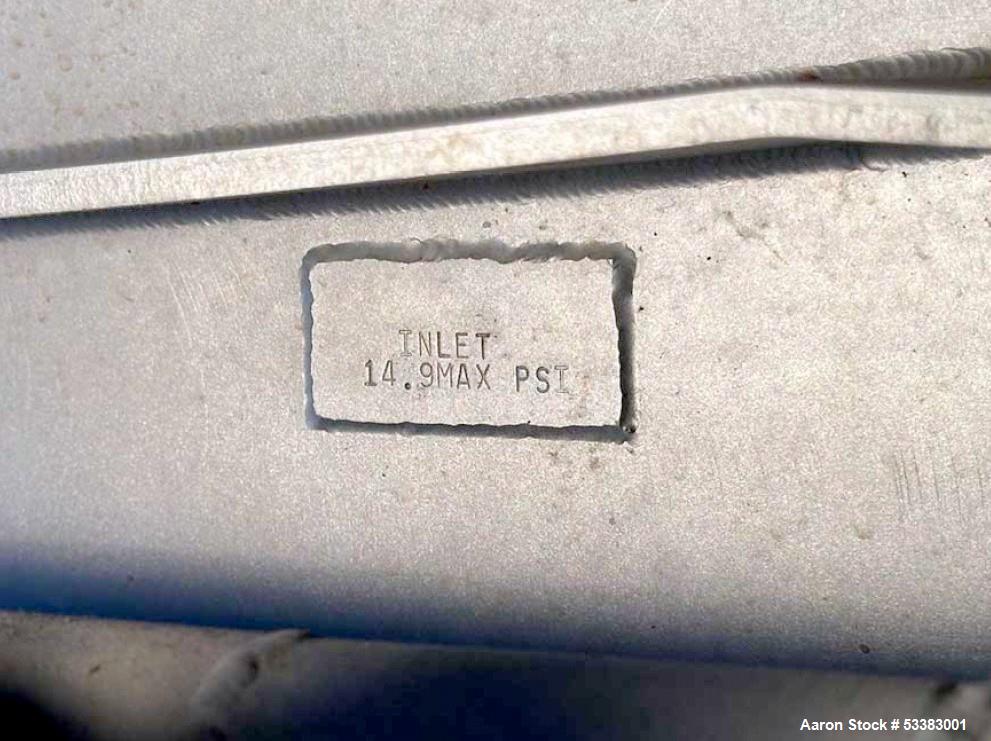 INLET
14.9MAX PSI
Aaron Stock # 53383001